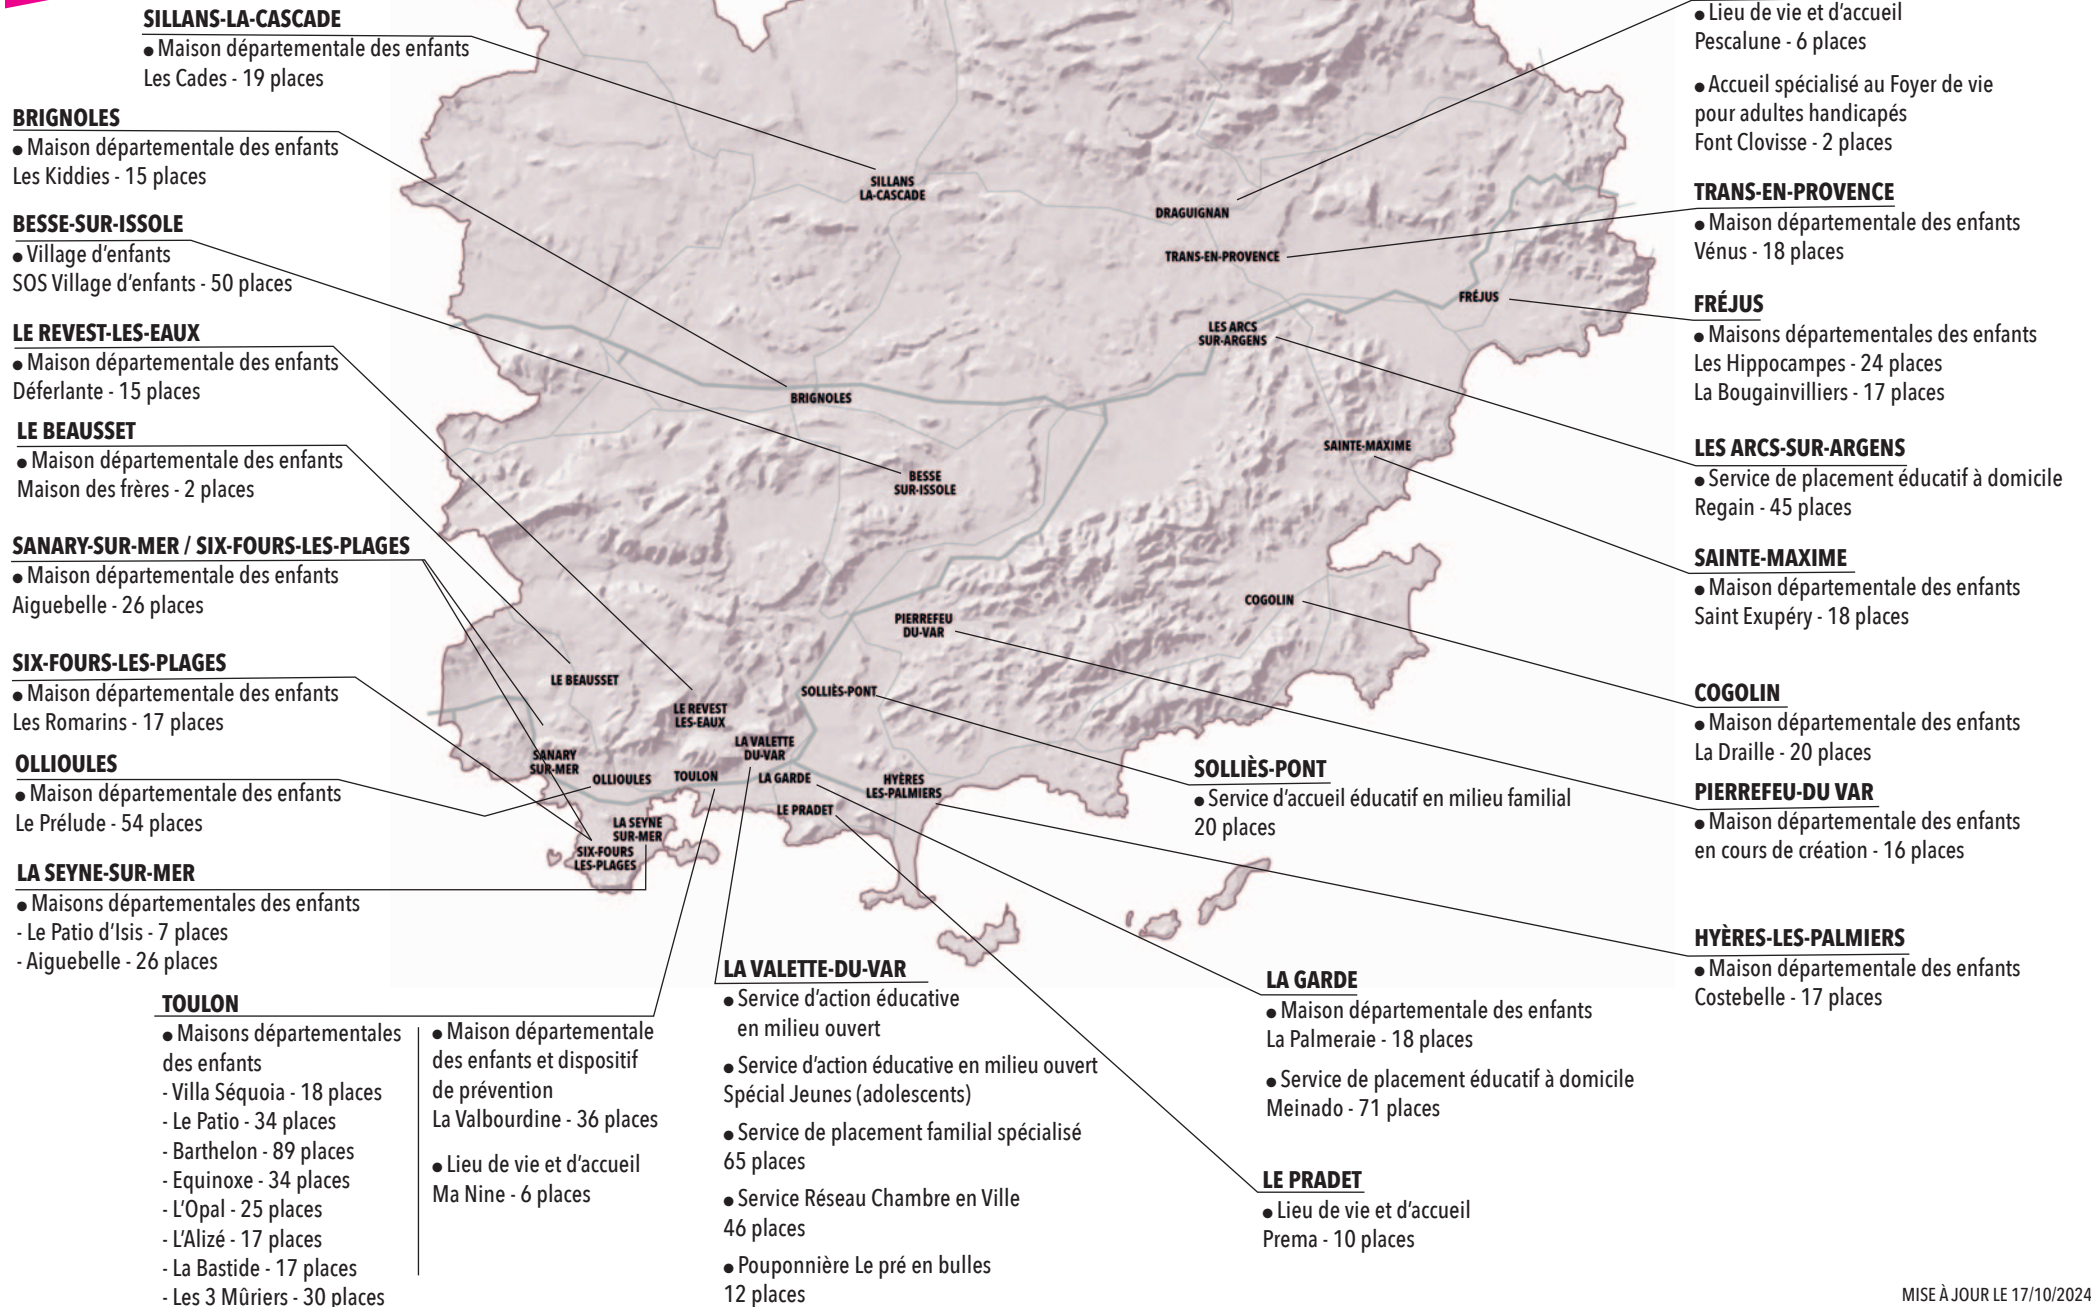 SILLANS-LA-CASCADE
● Maison départementale des enfants
Les Cades - 19 places
BRIGNOLES
● Maison départementale des enfants
Les Kiddies - 15 places
BESSE-SUR-ISSOLE
● Village d'enfants
SOS Village d'enfants - 50 places
LE REVEST-LES-EAUX
● Maison départementale des enfants
Déferlante - 15 places
LE BEAUSSET
● Maison départementale des enfants
Maison des frères - 2 places
SANARY-SUR-MER / SIX-FOURS-LES-PLAGES
● Maison départementale des enfants
Aiguebelle - 26 places
SIX-FOURS-LES-PLAGES
● Maison départementale des enfants
Les Romarins - 17 places
OLLIOULES
● Maison départementale des enfants
Le Prélude - 54 places
LA SEYNE-SUR-MER
● Maisons départementales des enfants
- Le Patio d'Isis - 7 places
- Aiguebelle - 26 places
TOULON
● Maisons départementales
des enfants
- Villa Séquoia - 18 places
- Le Patio - 34 places
- Barthelon - 89 places
- Equinoxe - 34 places
- L'Opal - 25 places
- L'Alizé - 17 places
- La Bastide - 17 places
- Les 3 Mûriers - 30 places
● Maison départementale
des enfants et dispositif
de prévention
La Valbourdine - 36 places
● Lieu de vie et d'accueil
Ma Nine - 6 places
LA VALETTE-DU-VAR
● Service d'action éducative
en milieu ouvert
● Service d'action éducative en milieu ouvert
Spécial Jeunes (adolescents)
● Service de placement familial spécialisé
65 places
● Service Réseau Chambre en Ville
46 places
● Pouponnière Le pré en bulles
12 places
SILLANS
LA-CASCADE
DRAGUIGNAN
TRANS-EN-PROVENCE
FRÉJUS
LES ARCS
SUR-ARGENS
BRIGNOLES
SAINTE-MAXIME
BESSE
SUR-ISSOLE
COGOLIN
PIERREFEU
DU-VAR
LE BEAUSSET
SOLLIÈS-PONT
LE REVEST
LES-EAUX
LA VALETTE
DU-VAR
SANARY
SUR-MER
OLLIOULES
TOULON
LA GARDE
HYÈRES
LES-PALMIERS
LE PRADET
LA SEYNE
SUR-MER
SIX-FOURS
LES-PLAGES
SOLLIÈS-PONT
● Service d'accueil éducatif en milieu familial
20 places
LA GARDE
● Maison départementale des enfants
La Palmeraie - 18 places
● Service de placement éducatif à domicile
Meinado - 71 places
LE PRADET
● Lieu de vie et d'accueil
Prema - 10 places
● Lieu de vie et d'accueil
Pescalune - 6 places
● Accueil spécialisé au Foyer de vie
pour adultes handicapés
Font Clovisse - 2 places
TRANS-EN-PROVENCE
● Maison départementale des enfants
Vénus - 18 places
FRÉJUS
● Maisons départementales des enfants
Les Hippocampes - 24 places
La Bougainvilliers - 17 places
LES ARCS-SUR-ARGENS
● Service de placement éducatif à domicile
Regain - 45 places
SAINTE-MAXIME
● Maison départementale des enfants
Saint Exupéry - 18 places
COGOLIN
● Maison départementale des enfants
La Draille - 20 places
PIERREFEU-DU VAR
● Maison départementale des enfants
en cours de création - 16 places
HYÈRES-LES-PALMIERS
● Maison départementale des enfants
Costebelle - 17 places
MISE À JOUR LE 17/10/2024